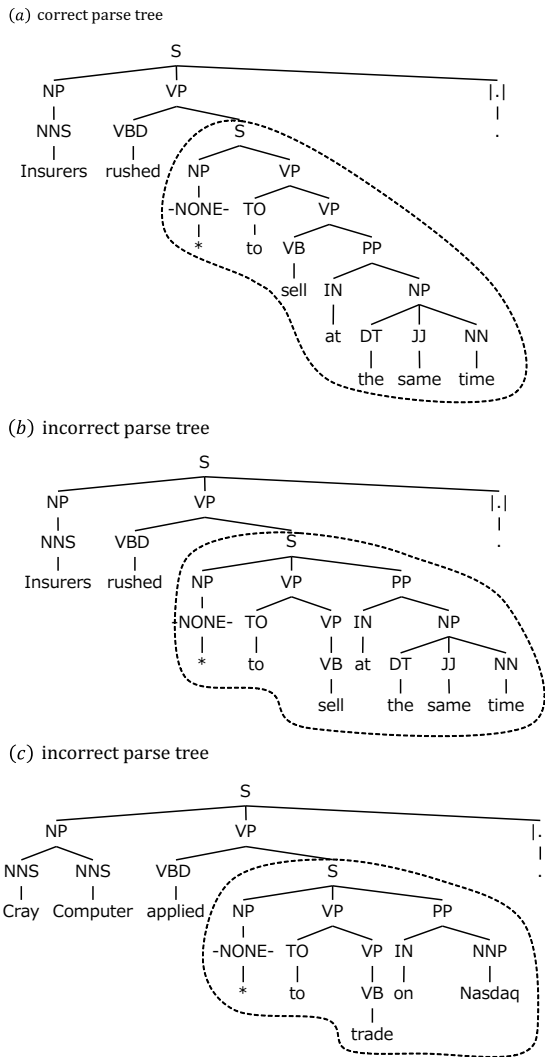 (a) correct parse tree
S
NP VP |.|
NNS VBD S .
Insurers rushed NP VP
-NONE- TO VP
* to VB PP
sell IN NP
at DT JJ NN
the same time
(b) incorrect parse tree
S
NP VP |.|
NNS VBD S .
Insurers rushed NP VP PP
-NONE- TO VP IN NP
* to VB at DT JJ NN
sell the same time
(c) incorrect parse tree
S
NP VP |.
NNS NNS VBD S .
Cray Computer applied NP VP PP
-NONE- TO VP IN NNP
* to VB on Nasdaq
trade